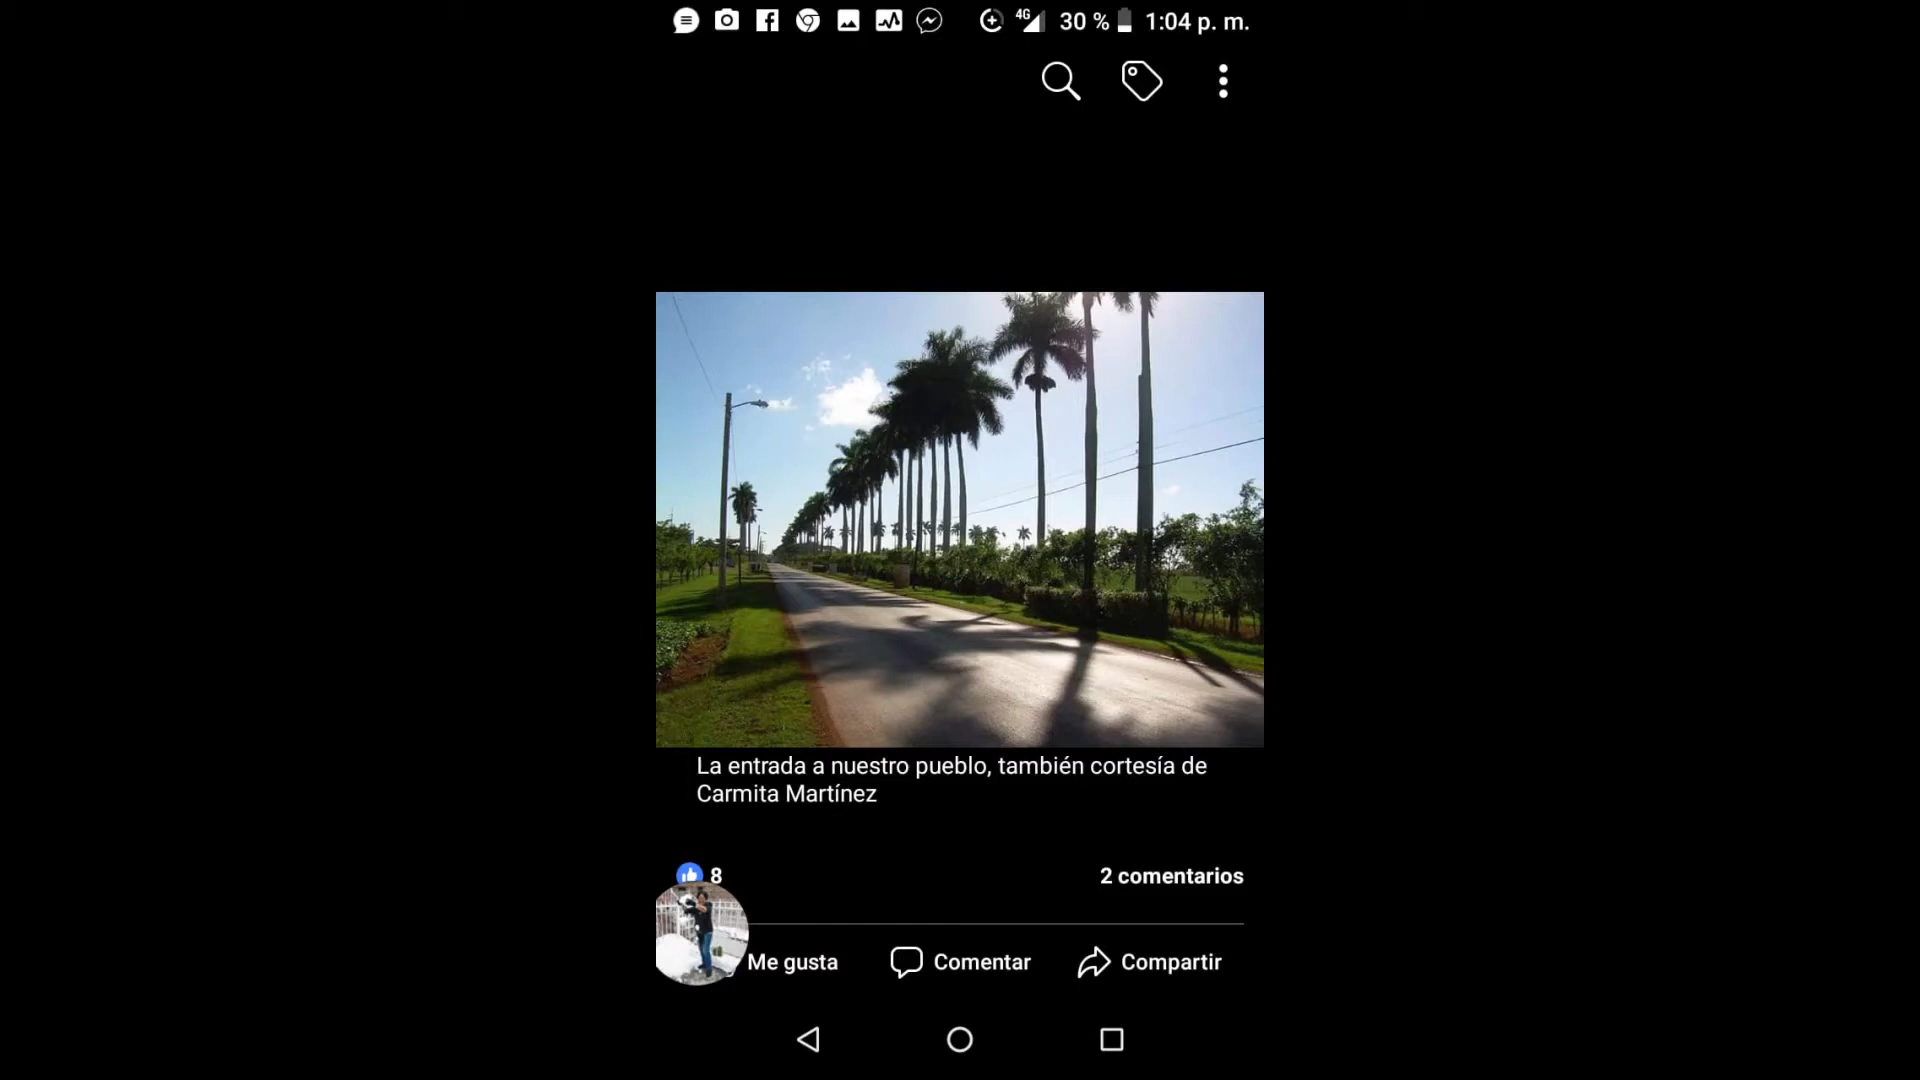 4G 30 % 1:04 p. m.
La entrada a nuestro pueblo, también cortesía de
Carmita Martínez
8 2 comentarios
Me gusta Comentar Compartir